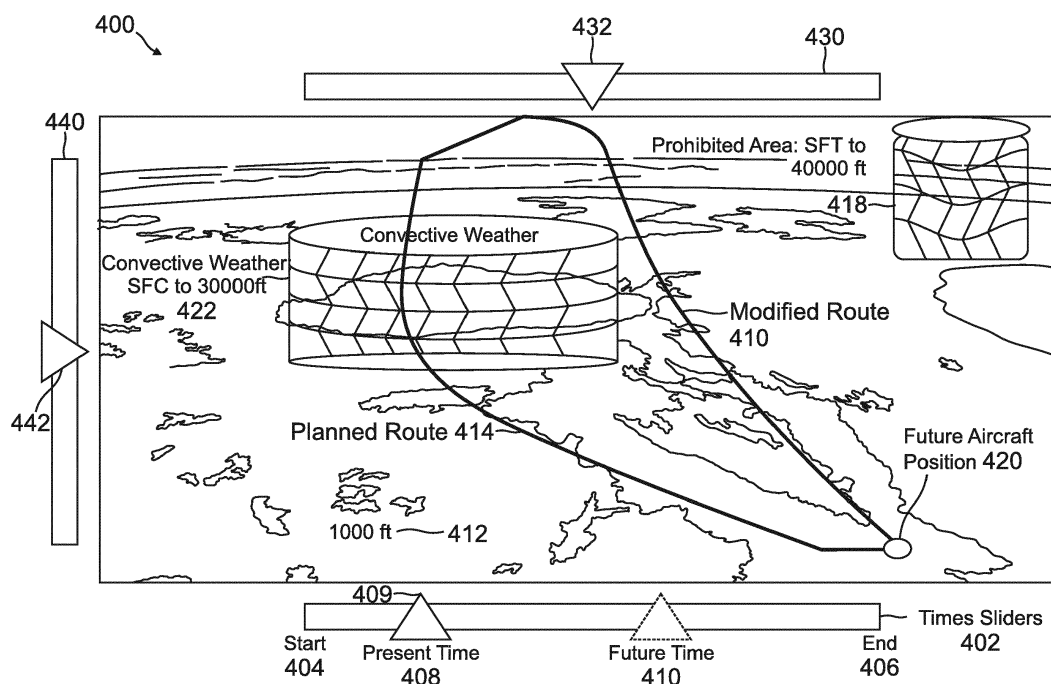 400
432
430
440
Prohibited Area: SFT to
40000 ft
418
Convective Weather
Convective Weather
SFC to 30000ft
422
Modified Route
410
442
Planned Route 414
Future Aircraft
Position 420
1000 ft 412
409
Times Sliders
402
Start
404
Present Time
408
Future Time
410
End
406